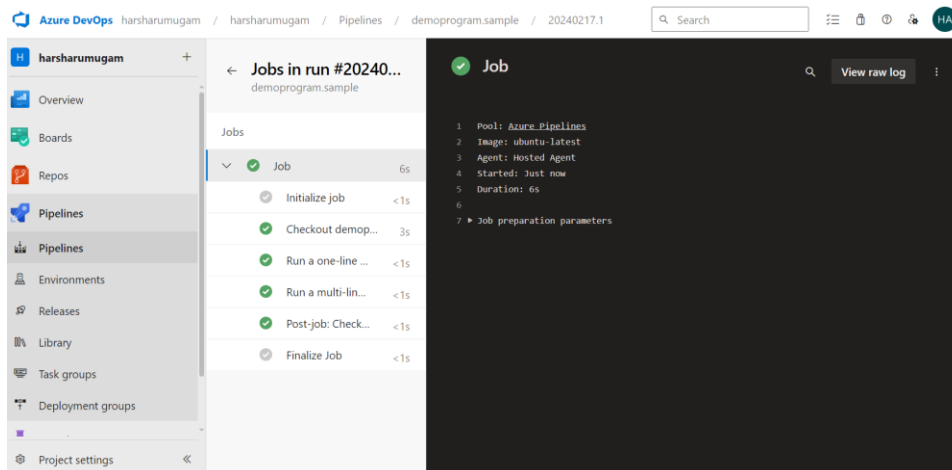 Azure DevOps harsharumugam / harsharumugam / Pipelines / demoprogram.sample / 20240217.1
Search
HA
H harsharumugam +
Overview
Boards
Repos
Pipelines
Pipelines
Environments
Releases
Library
Task groups
Deployment groups
Project settings
← Jobs in run #20240...
demoprogram.sample
Jobs
Job 6s
Initialize job <1s
Checkout demop... 3s
Run a one-line ... <1s
Run a multi-lin... <1s
Post-job: Check... <1s
Finalize Job <1s
Job
View raw log
1 Pool: Azure Pipelines
2 Image: ubuntu-latest
3 Agent: Hosted Agent
4 Started: Just now
5 Duration: 6s
6
7 ▶ Job preparation parameters